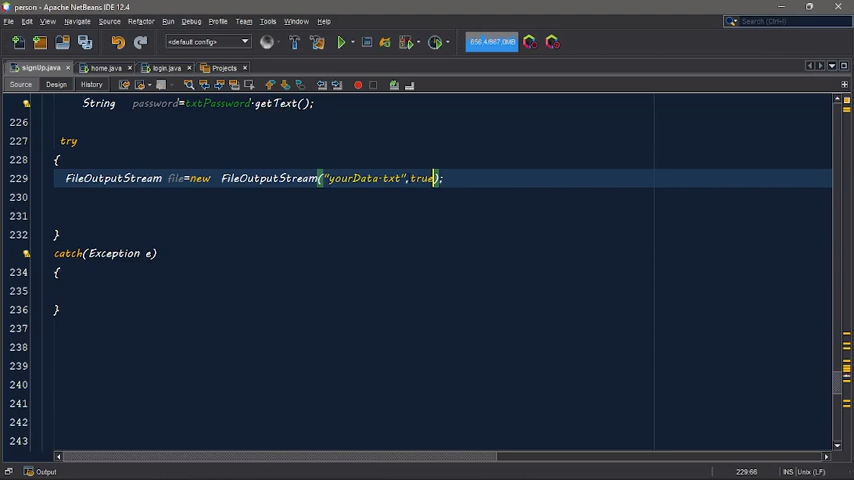 person - Apache NetBeans IDE 12.4
File Edit View Navigate Source Refactor Run Debug Profile Team Tools Window Help
Search (Ctrl+I)
<default config> 656.4/867.0MB
signUp.java home.java login.java Projects
Source Design History
String password=txtPassword.getText();
226
227 try
228 {
229 FileOutputStream file=new FileOutputStream("yourData.txt",true);
230
231
232 }
catch(Exception e)
234 {
235
236 }
237
238
239
240
241
242
243
Output 229:66 INS Unix (LF)